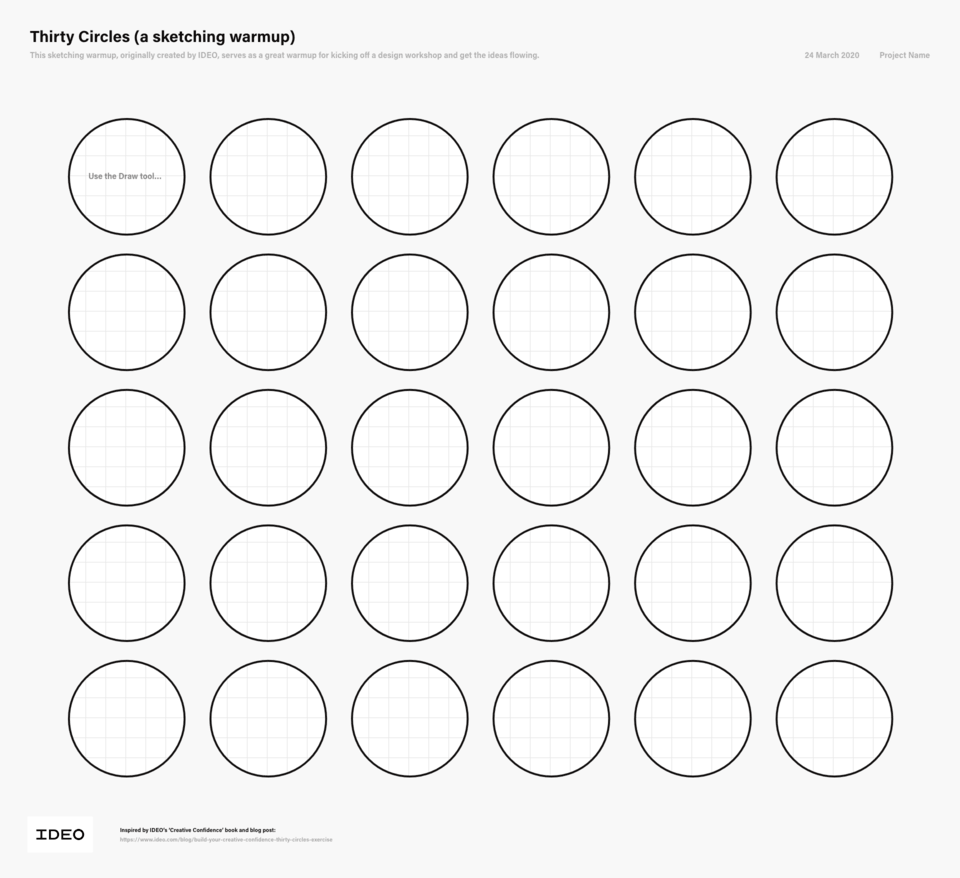 Thirty Circles (a sketching warmup)
This sketching warmup, originally created by IDEO, serves as a great warmup for kicking off a design workshop and get the ideas flowing.
24 March 2020 Project Name
Use the Draw tool...
IDEO
Inspired by IDEO's 'Creative Confidence' book and blog post:
https://www.ideo.com/blog/build-your-creative-confidence-thirty-circles-exercise